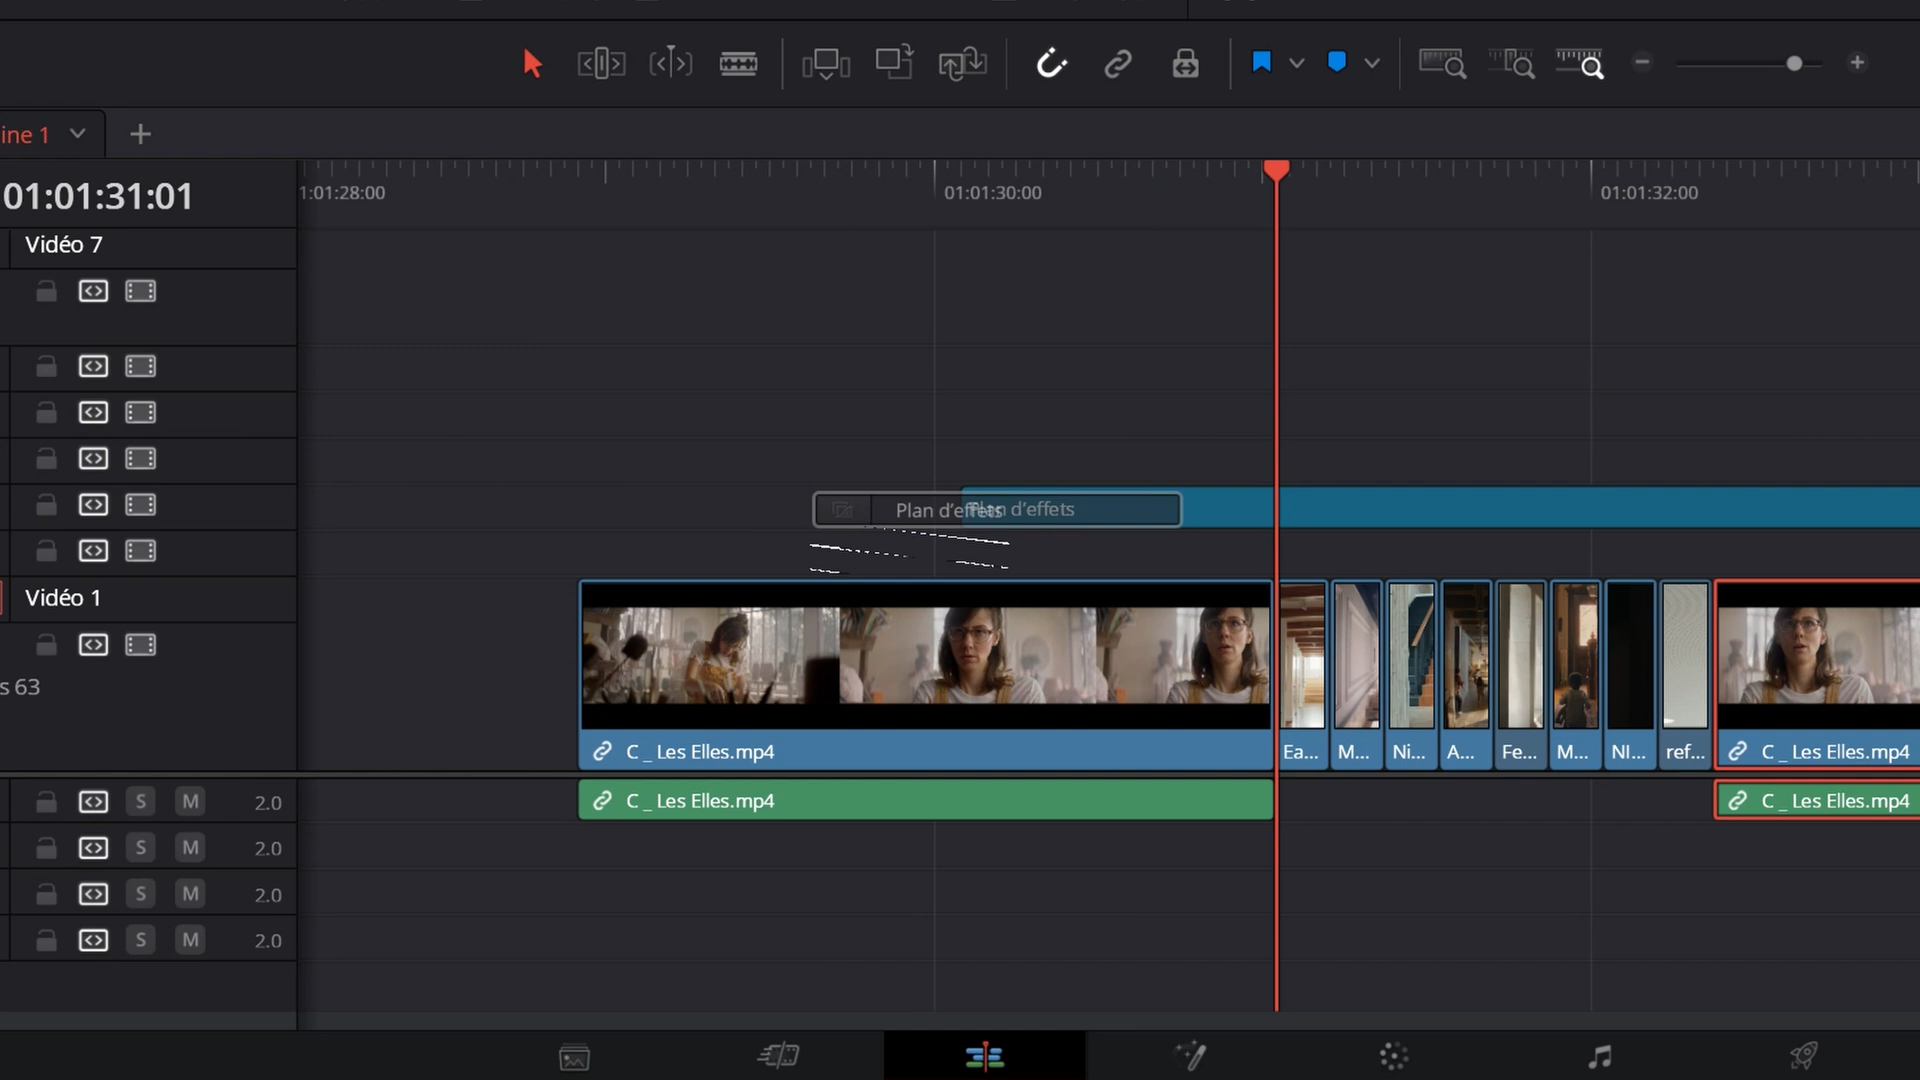 ine 1
01:01:31:01
1:01:28:00
01:01:30:00
01:01:32:00
Vidéo 7
Plan d'effets
Plan d'effets
Vidéo 1
s 63
C _ Les Elles.mp4
Ea...
M...
Ni...
A...
Fe...
M...
NI...
ref...
C _ Les Elles.mp4
S M 2.0
C _ Les Elles.mp4
C _ Les Elles.mp4
S M 2.0
S M 2.0
S M 2.0